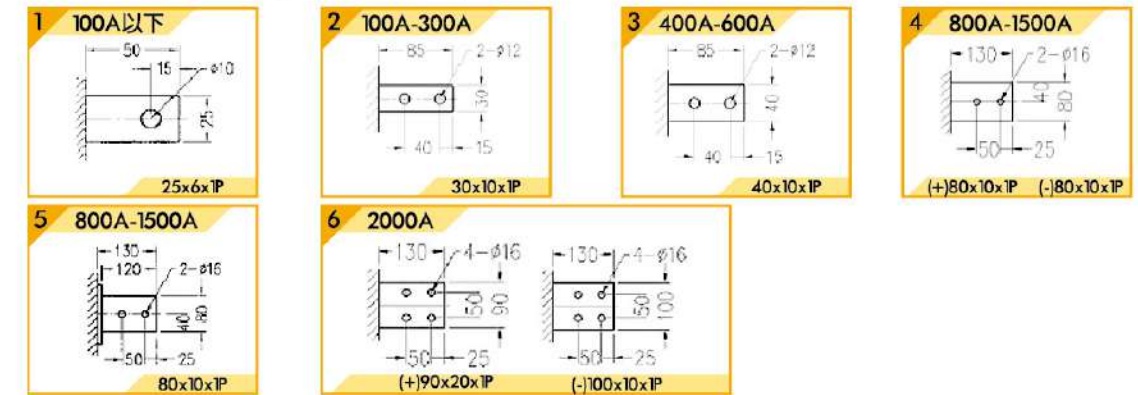 1 100A以下
50
15 ø10
25
25x6x1P
2 100A-300A
85 2-ø12
30
40 15
30x10x1P
3 400A-600A
85 2-ø12
40
40 15
40x10x1P
4 800A-1500A
130 2-ø16
40
80
50 25
(+)80x10x1P (-)80x10x1P
5 800A-1500A
130
120 2-ø16
40
80
50 25
80x10x1P
6 2000A
130 4-ø16
50
90
50 25
(+)90x20x1P
130 4-ø16
50
100
50 25
(-)100x10x1P